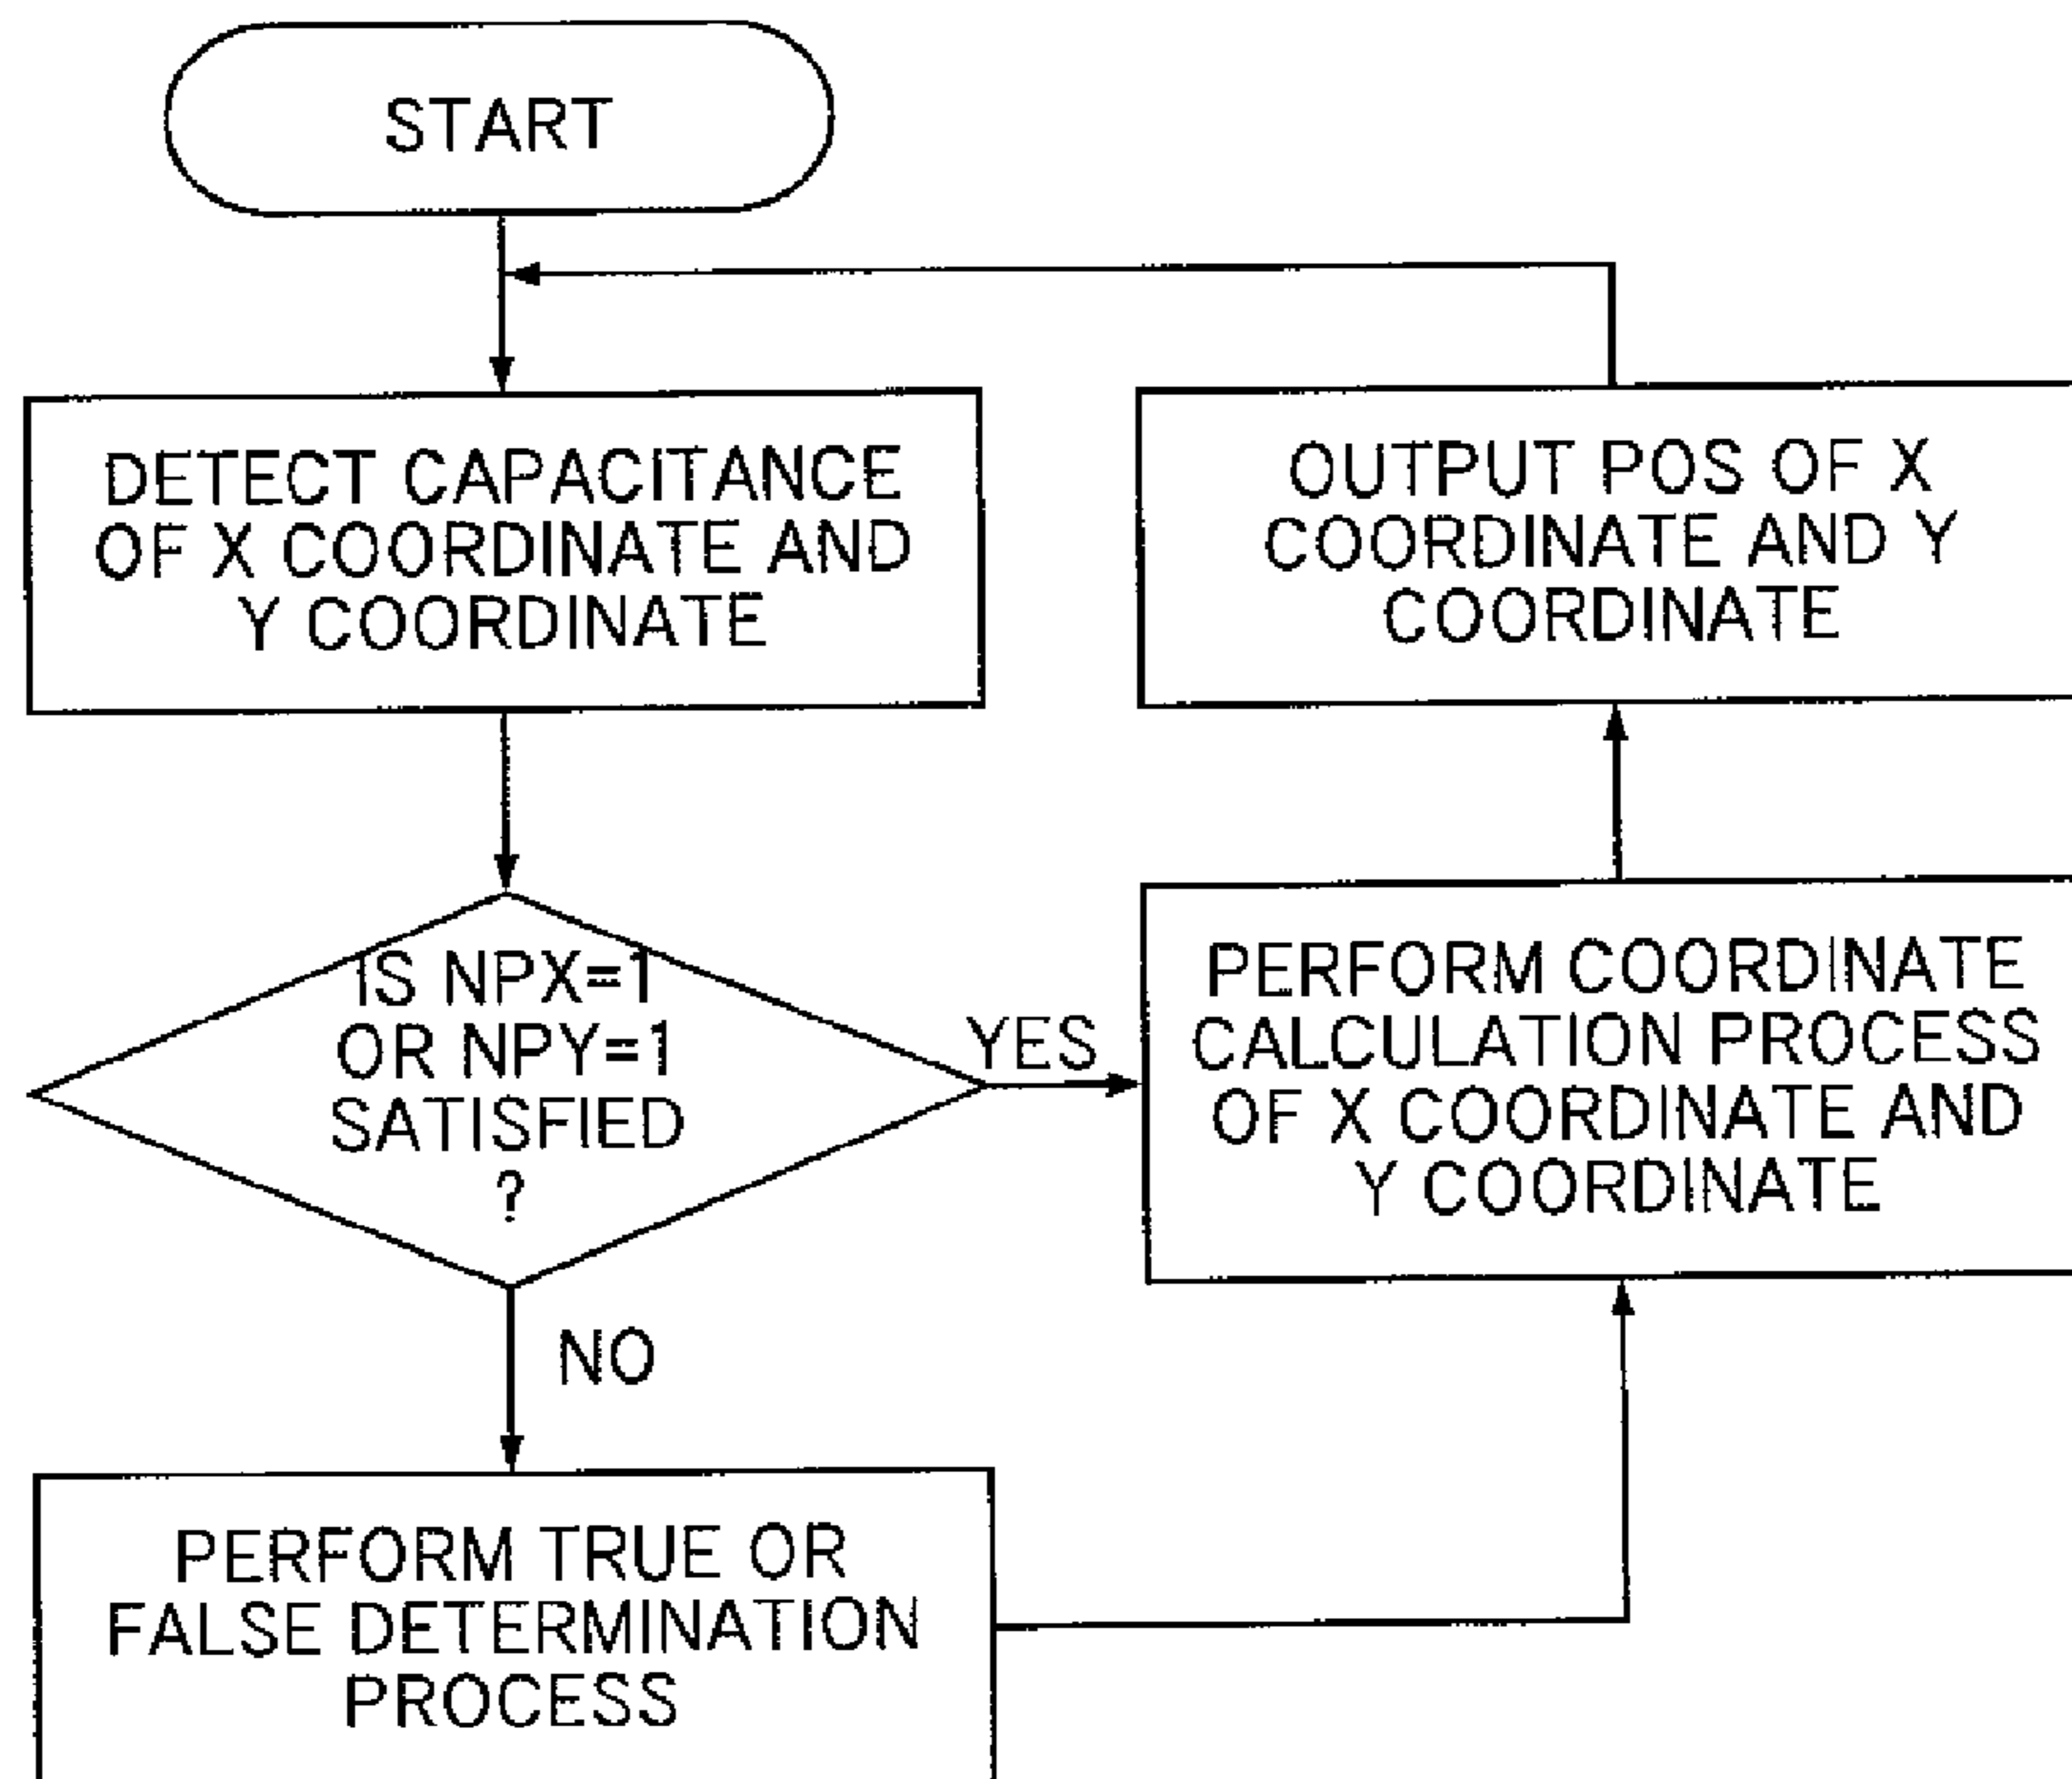 START
DETECT CAPACITANCE
OF X COORDINATE AND
Y COORDINATE
IS NPX=1
OR NPY=1
SATISFIED
?
YES
NO
PERFORM TRUE OR
FALSE DETERMINATION
PROCESS
PERFORM COORDINATE
CALCULATION PROCESS
OF X COORDINATE AND
Y COORDINATE
OUTPUT POS OF X
COORDINATE AND Y
COORDINATE